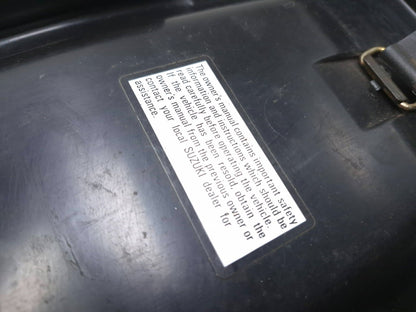 The owner's manual contains important safety
information and instructions which should be
read carefully before operating the vehicle.
If the vehicle has been resold, obtain the
owner's manual from the previous owner or
contact your local SUZUKI dealer for
assistance.